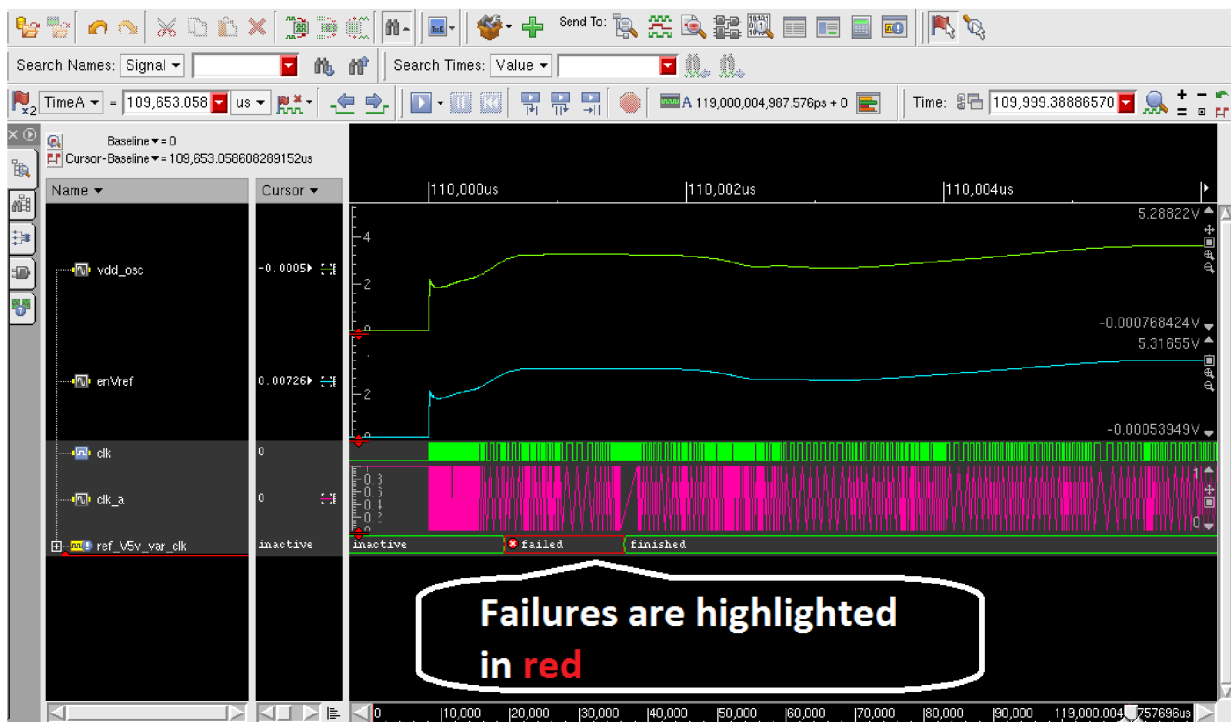 Send To:
Search Names: Signal
Search Times: Value
TimeA = 109,653.058 us
A 119,000,004,987.576ps + 0
Time: 109,999.38886570
Baseline = 0
Cursor-Baseline = 109,653.058608289152us
Name
Cursor
110,000us
110,002us
110,004us
5.28822V
4
vdd_osc
-0.0005
2
0
-0.000768424V
5.31655V
enVref
0.00726
2
0
-0.00053949V
clk
0
clk_a
0
1
0
ref_V5v_var_clk
inactive
inactive
failed
finished
Failures are highlighted
in red
0
10,000
20,000
30,000
40,000
50,000
60,000
70,000
80,000
90,000
119,000.004
757696us